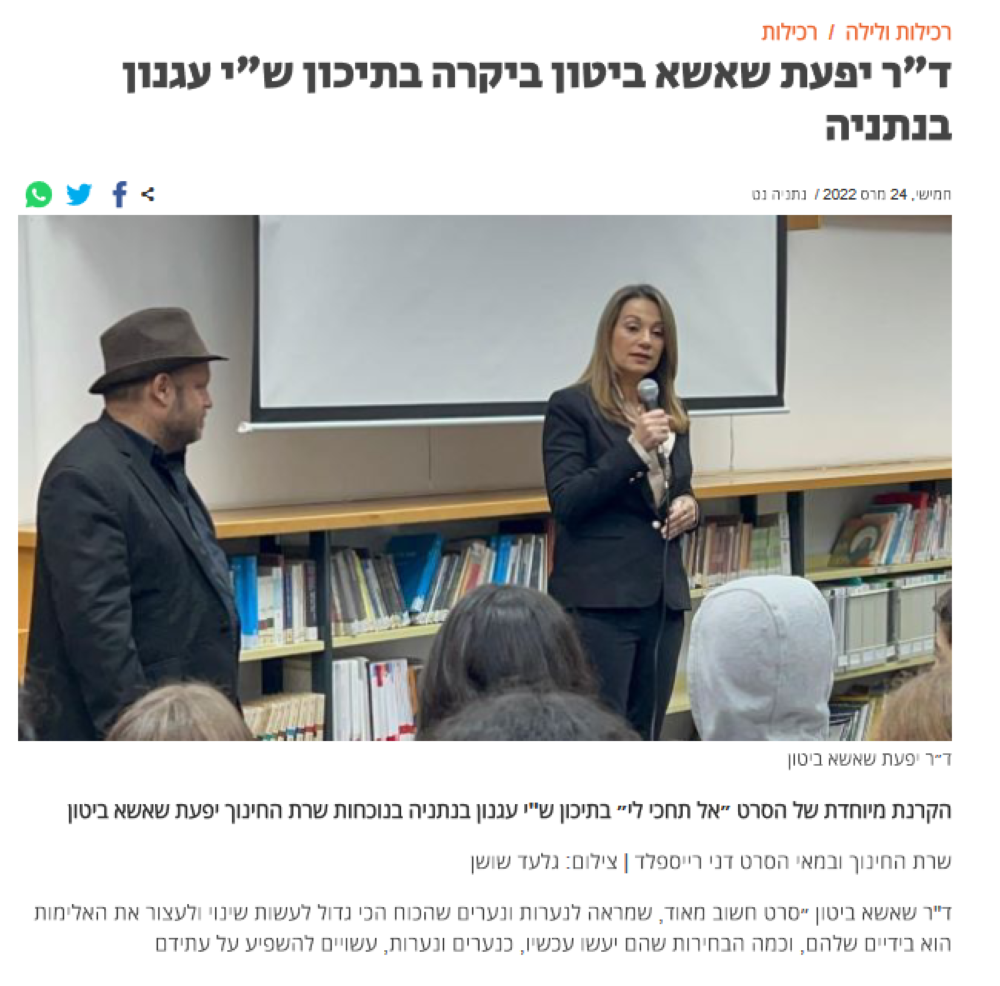 רכילות ולילה / רכילות
ד״ר יפעת שאשא ביטון ביקרה בתיכון ש״י עגנון
בנתניה
חמישי, 24 מרס 2022 / נתניה נט
ד״ר יפעת שאשא ביטון
הקרנת מיוחדת של הסרט ״אל תחכי לי״ בתיכון ש"י עגנון בנתניה בנוכחות שרת החינוך יפעת שאשא ביטון
שרת החינוך ובמאי הסרט דני רייספלד | צילום: גלעד שושן
ד"ר שאשא ביטון ״סרט חשוב מאוד, שמראה לנערות ונערים שהכוח הכי גדול לעשות שינוי ולעצור את האלימות
הוא בידיים שלהם, וכמה הבחירות שהם יעשו עכשיו, כנערים ונערות, עשויים להשפיע על עתידם